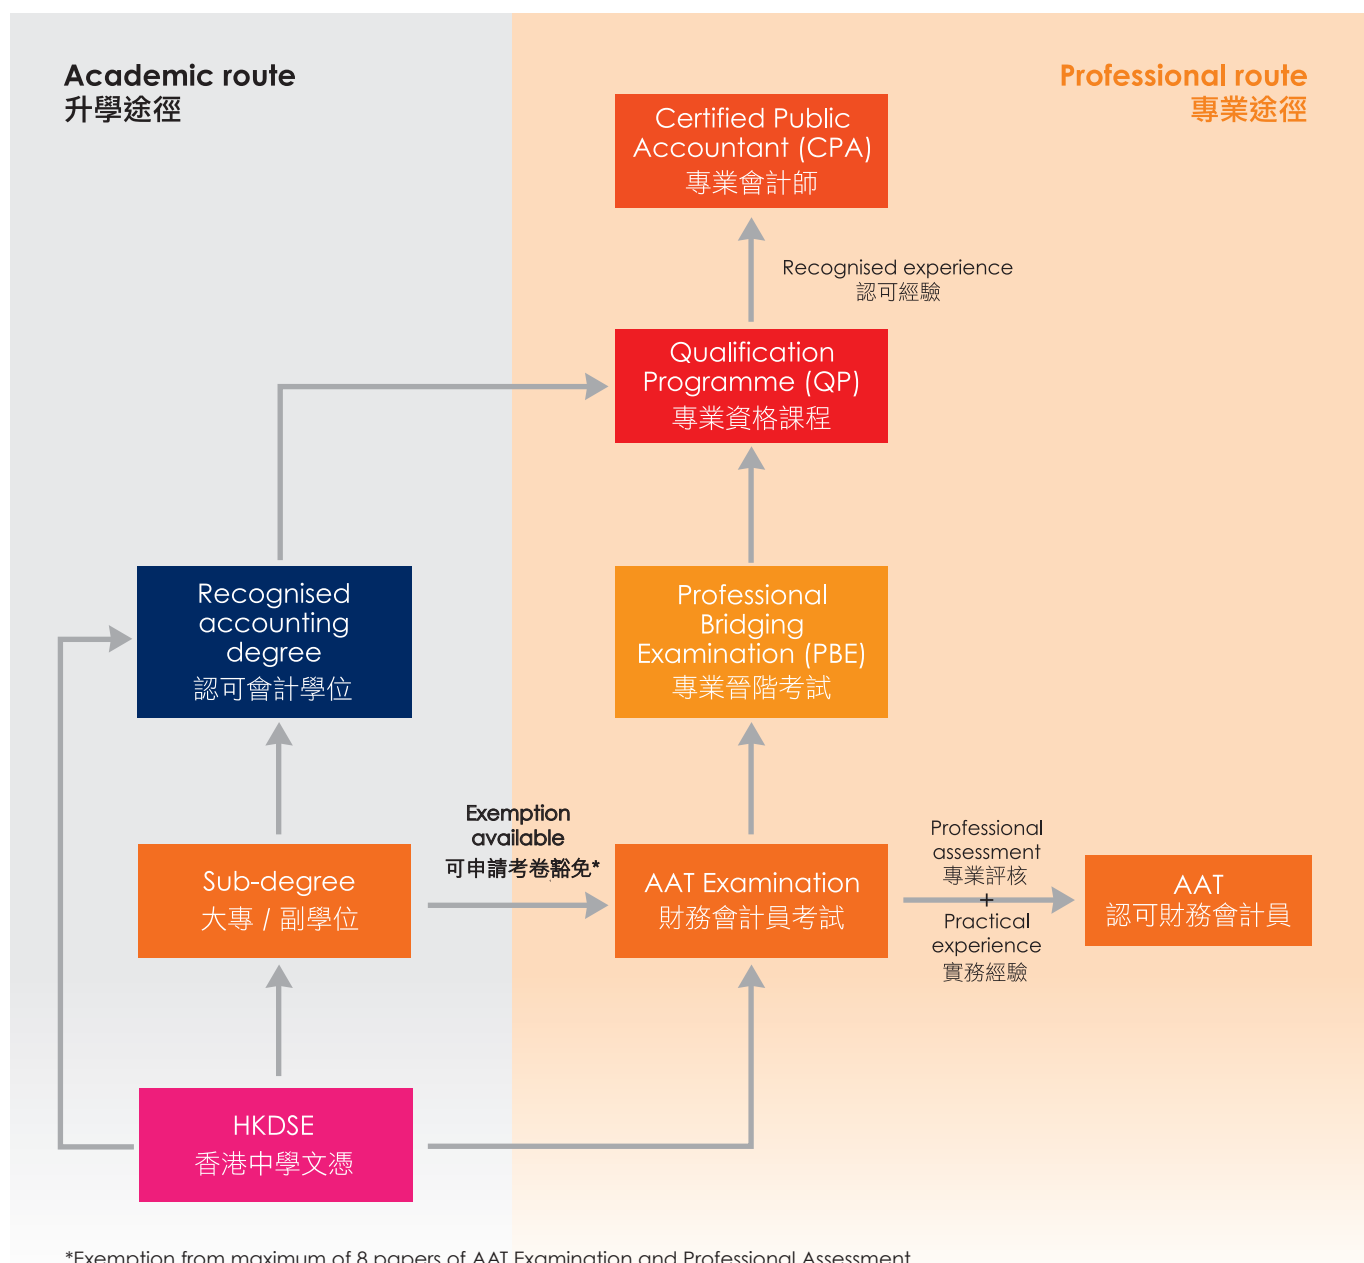 Academic route
升學途徑
Professional route
專業途徑
Certified Public
Accountant (CPA)
專業會計師
Recognised experience
認可經驗
Qualification
Programme (QP)
專業資格課程
Recognised
accounting
degree
認可會計學位
Professional
Bridging
Examination (PBE)
專業晉階考試
Exemption
available
可申請考卷豁免*
Sub-degree
大專 / 副學位
AAT Examination
財務會計員考試
Professional
assessment
專業評核
+
Practical
experience
實務經驗
AAT
認可財務會計員
HKDSE
香港中學文憑
*Exemption from maximum of 8 papers of AAT Examination and Professional Assessment